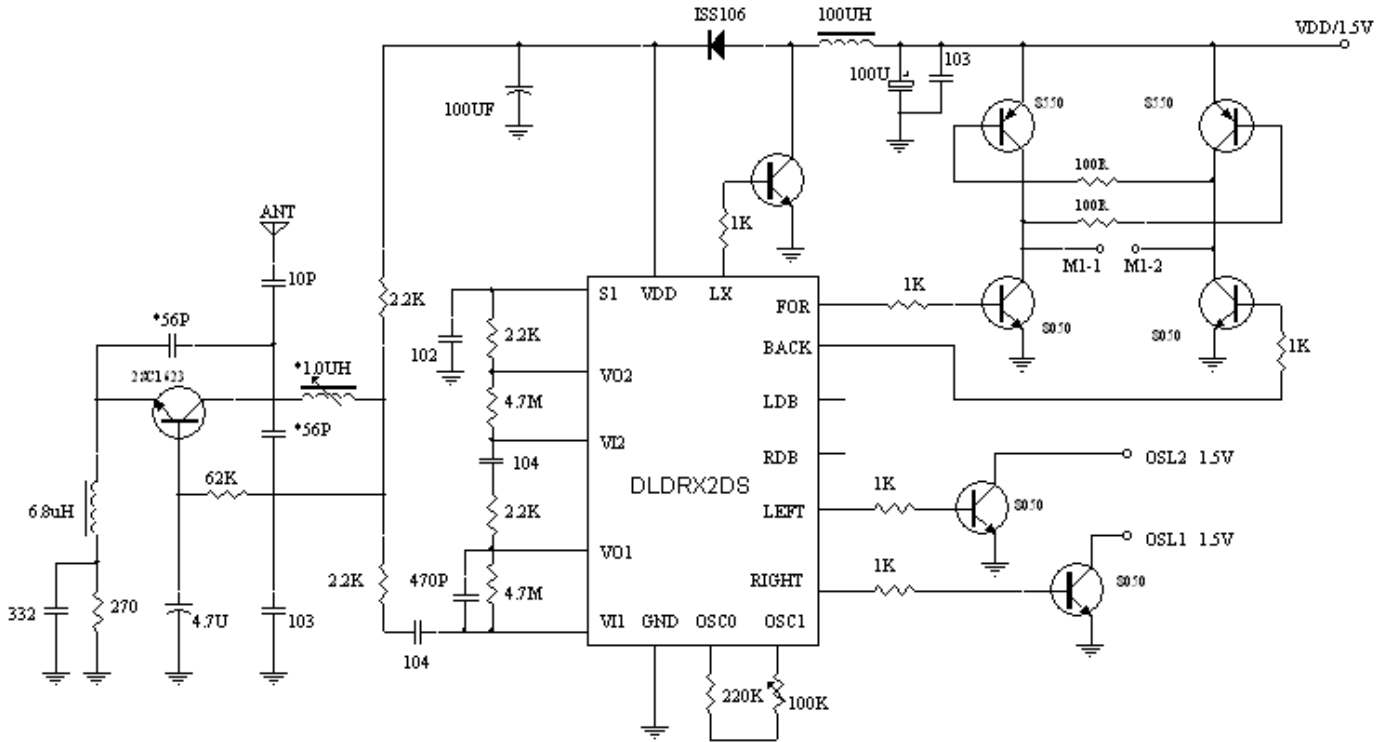 ISS106
100UH
VDD/1.5V
100UF
100U
103
S550
S550
100R
100R
ANT
1K
10P
2.2K
*56P
*1.0UH
*56P
62K
6.8uH
332
270
4.7U
103
2.2K
104
470P
102
2.2K
4.7M
104
2.2K
4.7M
S1
VDD
LX
FOR
VO2
BACK
LDB
VI2
RDB
DLDRX2DS
LEFT
VO1
RIGHT
VI1
GND
OSC0
OSC1
220K
100K
1K
M1-1
M1-2
S050
S050
1K
1K
S050
OSL2 1.5V
1K
S050
OSL1 1.5V